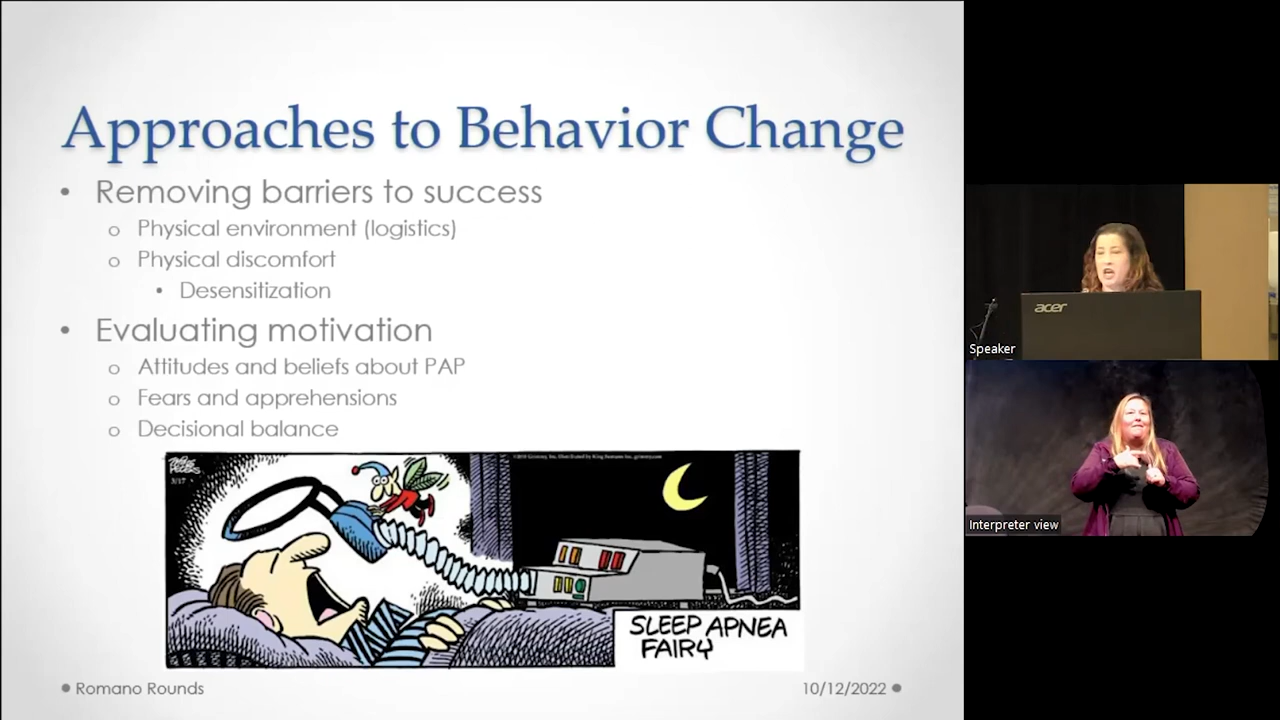 Approaches to Behavior Change
• Removing barriers to success
o Physical environment (logistics)
o Physical discomfort
• Desensitization
• Evaluating motivation
o Attitudes and beliefs about PAP
o Fears and apprehensions
o Decisional balance
3/17
SLEEP APNEA
FAIRY
Romano Rounds
10/12/2022
acer
Speaker
Interpreter view